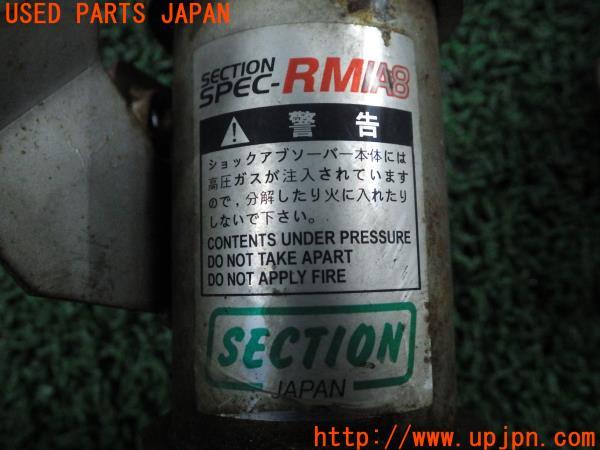 USED PARTS JAPAN
SECTION
SPEC-RM/A8
警告
ショックアブソーバー本体には
高圧ガスが注入されています
ので,分解したり火に入れたり
しないで下さい。
CONTENTS UNDER PRESSURE
DO NOT TAKE APART
DO NOT APPLY FIRE
SECTION
JAPAN
http://www.upjpn.com